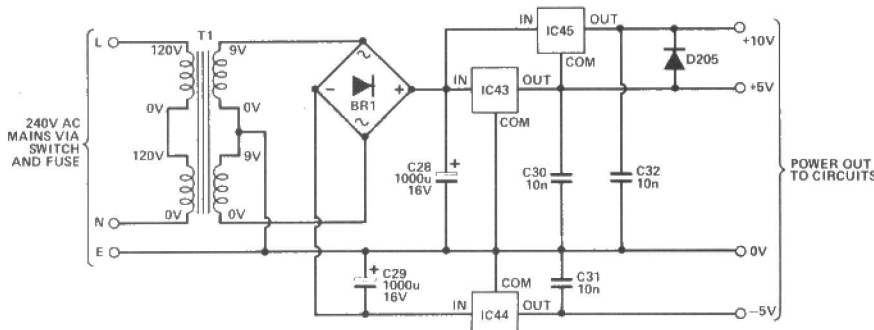 L
120V
T1
9V
0V
0V
240V AC
MAINS VIA
SWITCH
AND FUSE
120V
9V
N
0V
0V
E
~
-
BR1
+
~
IN
IC45
OUT
COM
IN
IC43
OUT
COM
+10V
D205
+5V
C28
1000u
16V
+
C30
10n
C32
10n
POWER OUT
TO CIRCUITS
0V
+
C29
1000u
16V
COM
IN
IC44
OUT
C31
10n
−5V